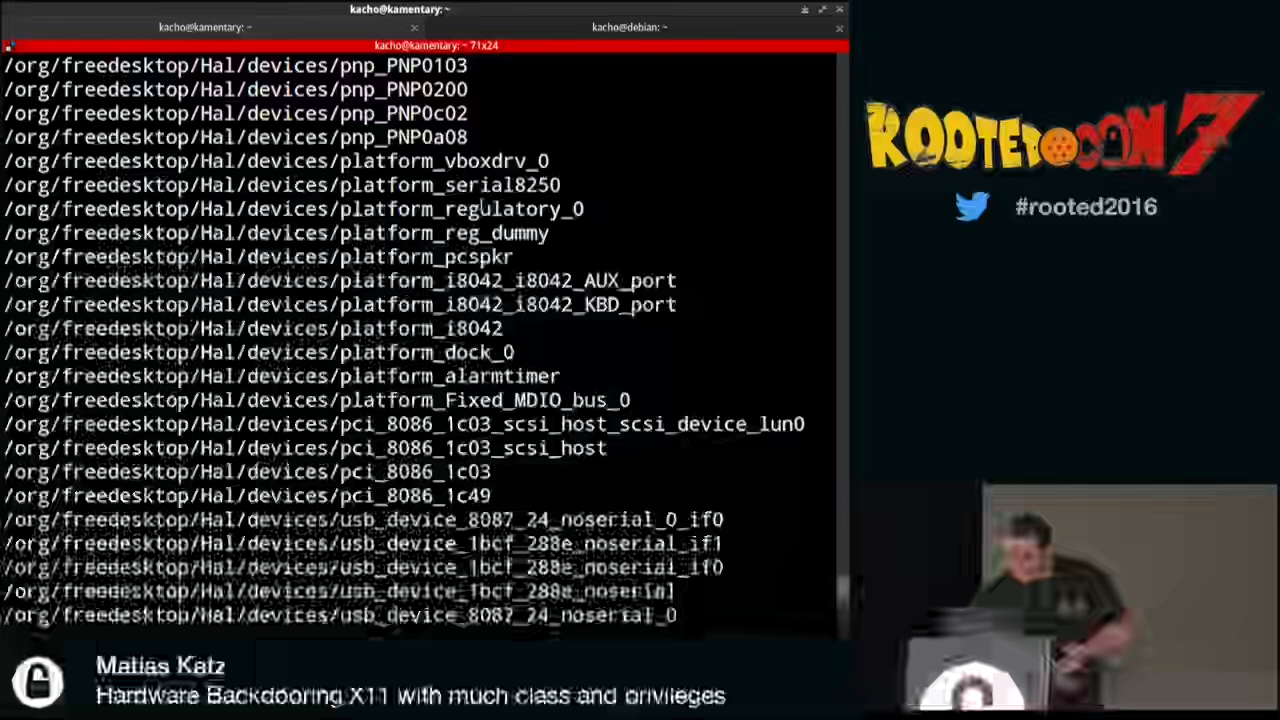 kacho@kamentary: ~
kacho@kamentary: ~
kacho@debian: ~
kacho@kamentary: ~ 71x24
/org/freedesktop/Hal/devices/pnp_PNP0103
/org/freedesktop/Hal/devices/pnp_PNP0200
/org/freedesktop/Hal/devices/pnp_PNP0c02
/org/freedesktop/Hal/devices/pnp_PNP0a08
/org/freedesktop/Hal/devices/platform_vboxdrv_0
/org/freedesktop/Hal/devices/platform_serial8250
/org/freedesktop/Hal/devices/platform_regulatory_0
/org/freedesktop/Hal/devices/platform_reg_dummy
/org/freedesktop/Hal/devices/platform_pcspkr
/org/freedesktop/Hal/devices/platform_i8042_i8042_AUX_port
/org/freedesktop/Hal/devices/platform_i8042_i8042_KBD_port
/org/freedesktop/Hal/devices/platform_i8042
/org/freedesktop/Hal/devices/platform_dock_0
/org/freedesktop/Hal/devices/platform_alarmtimer
/org/freedesktop/Hal/devices/platform_Fixed_MDIO_bus_0
/org/freedesktop/Hal/devices/pci_8086_1c03_scsi_host_scsi_device_lun0
/org/freedesktop/Hal/devices/pci_8086_1c03_scsi_host
/org/freedesktop/Hal/devices/pci_8086_1c03
/org/freedesktop/Hal/devices/pci_8086_1c49
/org/freedesktop/Hal/devices/usb_device_8087_24_noserial_0_if0
/org/freedesktop/Hal/devices/usb_device_1bcf_288e_noserial_if1
/org/freedesktop/Hal/devices/usb_device_1bcf_288e_noserial_if0
/org/freedesktop/Hal/devices/usb_device_1bcf_288e_noserial
/org/freedesktop/Hal/devices/usb_device_8087_24_noserial_0
ROOTEDCON 7
#rooted2016
Matias Katz
Hardware Backdooring X11 with much class and privileges